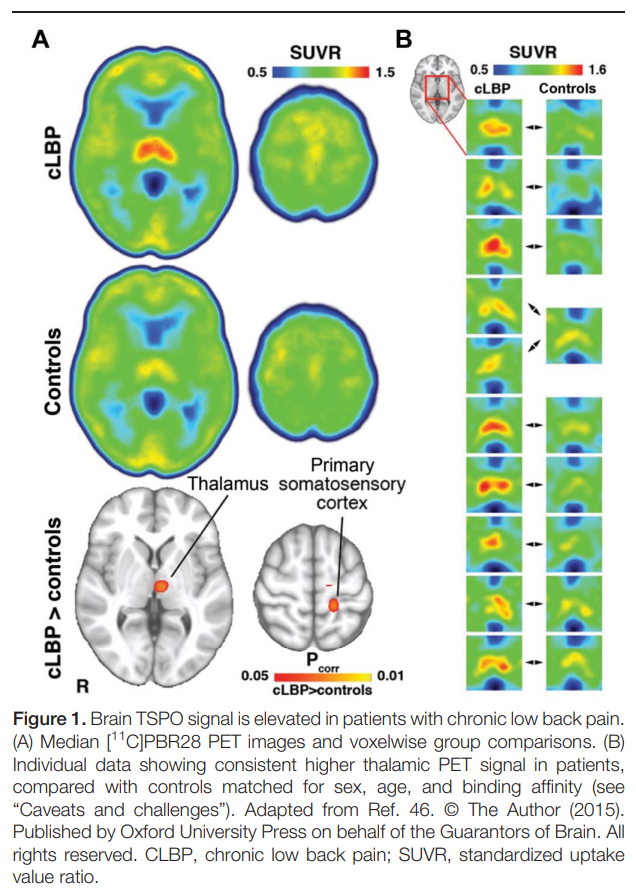 A
B
SUVR
0.5
1.5
SUVR
0.5
1.6
cLBP
Controls
cLBP
Controls
Thalamus
Primary
somatosensory
cortex
cLBP > controls
R
P corr
0.05
0.01
cLBP>controls
Figure 1. Brain TSPO signal is elevated in patients with chronic low back pain.
(A) Median [¹¹C]PBR28 PET images and voxelwise group comparisons. (B)
Individual data showing consistent higher thalamic PET signal in patients,
compared with controls matched for sex, age, and binding affinity (see
“Caveats and challenges”). Adapted from Ref. 46. © The Author (2015).
Published by Oxford University Press on behalf of the Guarantors of Brain. All
rights reserved. CLBP, chronic low back pain; SUVR, standardized uptake
value ratio.